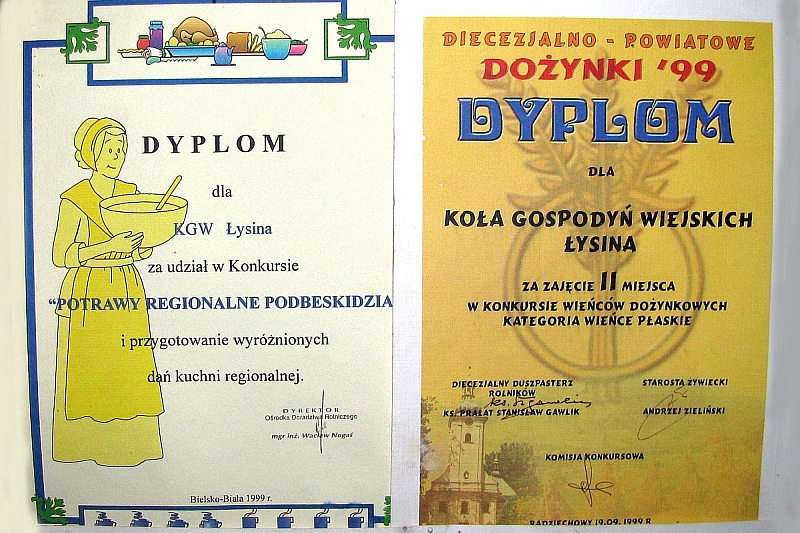 DYPLOM
dla
KGW Łysina
za udział w Konkursie
“POTRAWY REGIONALNE PODBESKIDZIA
i przygotowanie wyróżnionych
dań kuchni regionalnej.
DYREKTOR
Ośrodka Doradztwa Rolniczego
mgr inż. Wacław Nogaś
Bielsko-Biała 1999 r.
DIECEZJALNO - POWIATOWE
DOŻYNKI '99
DYPLOM
DLA
KOŁA GOSPODYŃ WIEJSKICH
ŁYSINA
ZA ZAJĘCIE II MIEJSCA
W KONKURSIE WIEŃCÓW DOŻYNKOWYCH
KATEGORIA WIEŃCE PŁASKIE
DIECEZJALNY DUSZPASTERZ
ROLNIKÓW
KS. PRAŁAT STANISŁAW GAWLIK
STAROSTA ŻYWIECKI
ANDRZEJ ZIELIŃSKI
KOMISJA KONKURSOWA
RADZIECHOWY 19.09.1999 R